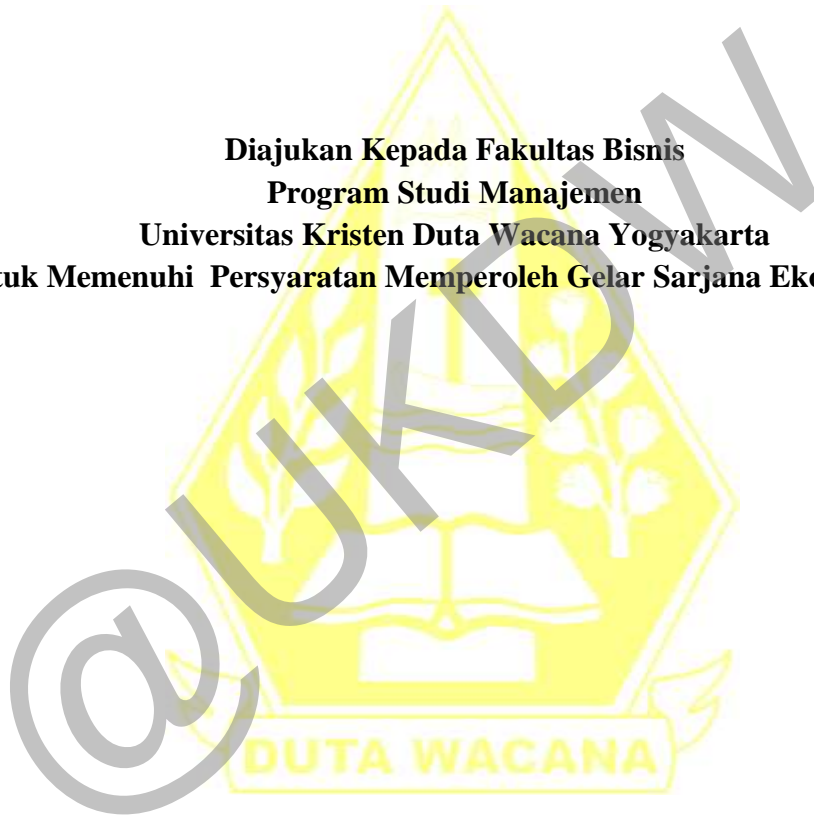 Diajukan Kepada Fakultas Bisnis
Program Studi Manajemen
Universitas Kristen Duta Wacana Yogyakarta
Memenuhi Persyaratan Memperoleh Gelar Sarjana
@UKDW
DUTA WACANA